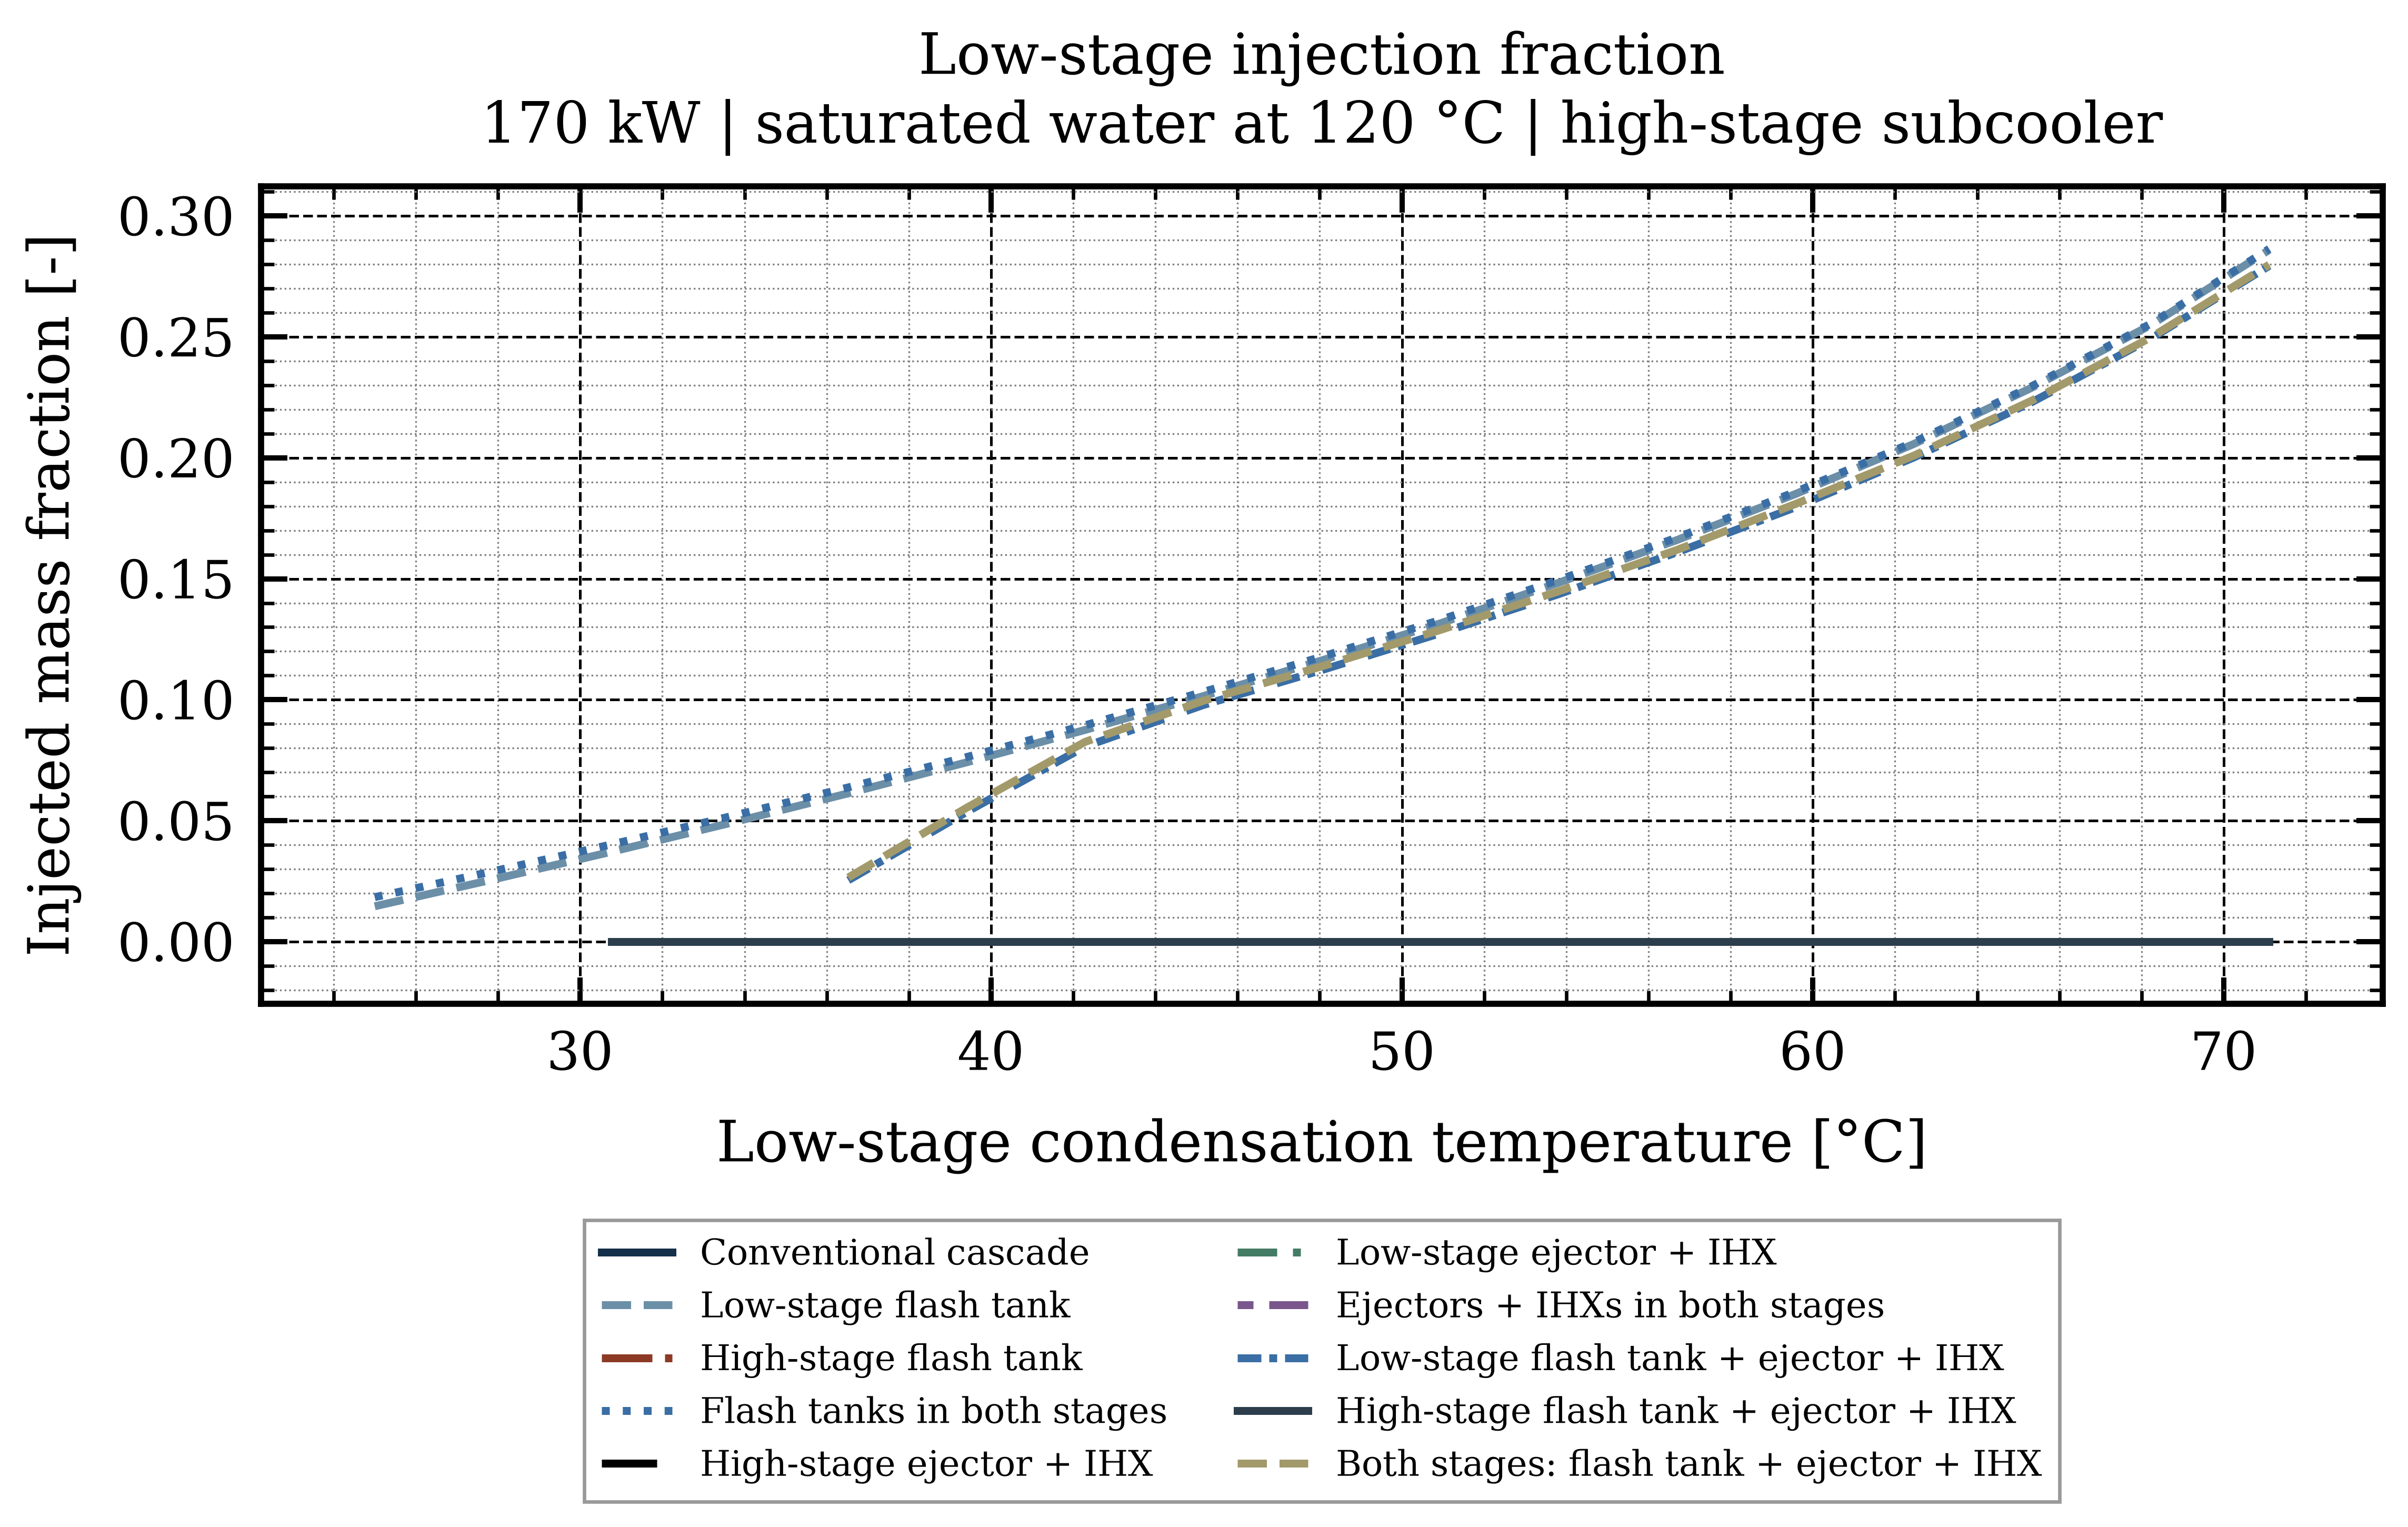 Low-stage injection fraction
170 kW | saturated water at 120 °C | high-stage subcooler
Injected mass fraction [-]
0.30
0.25
0.20
0.15
0.10
0.05
0.00
30 40 50 60 70
Low-stage condensation temperature [°C]
Conventional cascade
Low-stage flash tank
High-stage flash tank
Flash tanks in both stages
High-stage ejector + IHX
Low-stage ejector + IHX
Ejectors + IHXs in both stages
Low-stage flash tank + ejector + IHX
High-stage flash tank + ejector + IHX
Both stages: flash tank + ejector + IHX